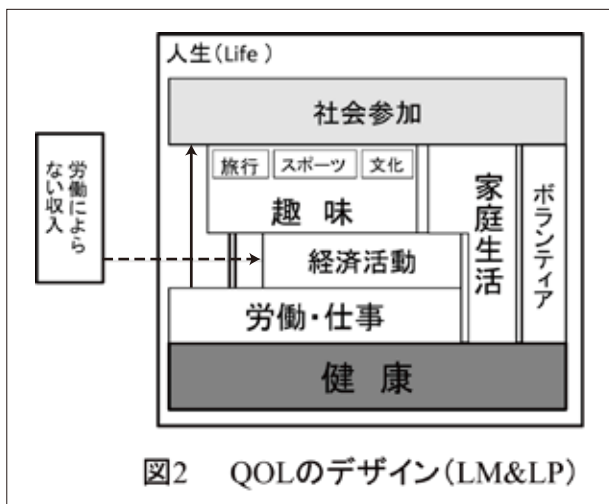 人生(Life)
社会参加
旅行 スポーツ 文化
趣 味
経済活動
労働・仕事
家庭生活
ボランティア
健 康
労働によら
ない収入
図2 QOLのデザイン(LM&LP)